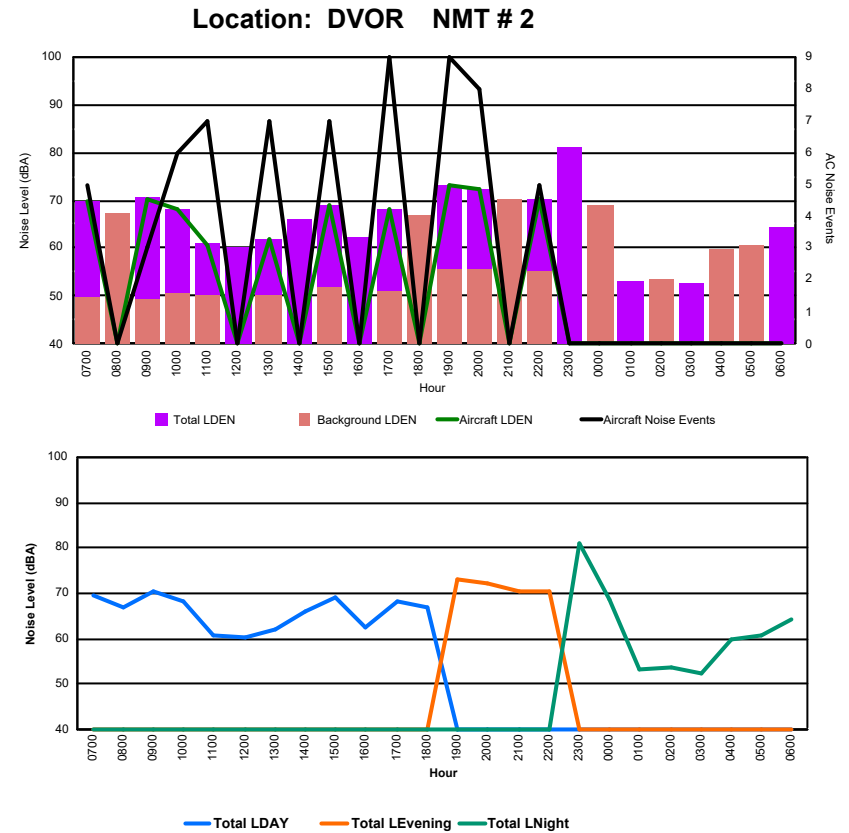 Location: DVOR NMT # 2
100
90
80
70
60
50
40
Noise Level (dBA)
9
8
7
6
5
4
3
2
1
0
AC Noise Events
0700 0800 0900 1000 1100 1200 1300 1400 1500 1600 1700 1800 1900 2000 2100 2200 2300 0000 0100 0200 0300 0400 0500 0600
Hour
Total LDEN Background LDEN Aircraft LDEN Aircraft Noise Events
100
90
80
70
60
50
40
Noise Level (dBA)
0700 0800 0900 1000 1100 1200 1300 1400 1500 1600 1700 1800 1900 2000 2100 2200 2300 0000 0100 0200 0300 0400 0500 0600
Hour
Total LDAY Total LEvening Total LNight